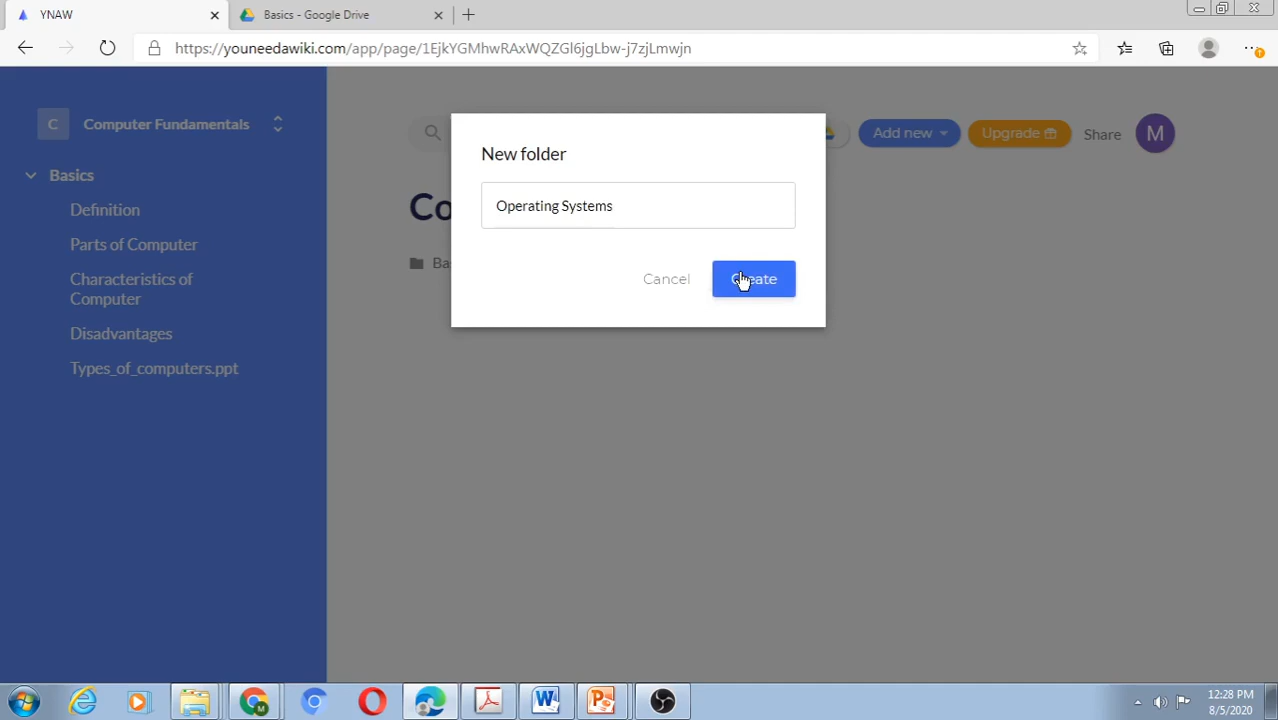 YNAW
Basics - Google Drive
https://youneedawiki.com/app/page/1EjkYGMhwRAxWQZGl6jgLbw-j7zjLmwjn
C
Computer Fundamentals
Add new
Upgrade
Share
M
New folder
Basics
Operating Systems
Definition
Parts of Computer
Characteristics of
Computer
Cancel
Disadvantages
Types_of_computers.ppt
12:28 PM
8/5/2020